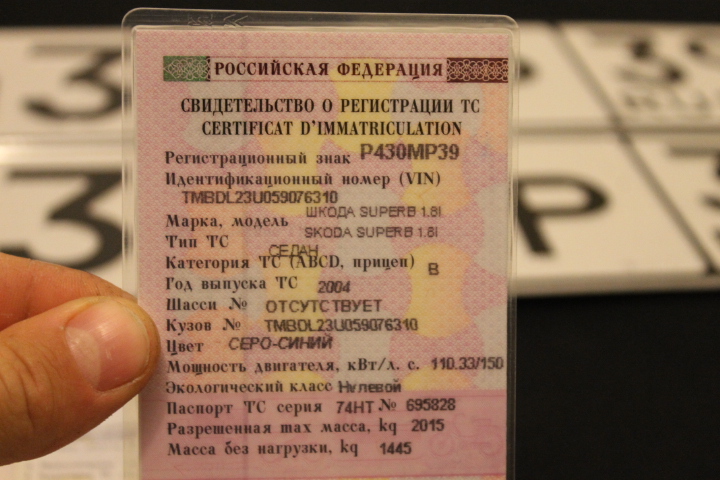 РОССИЙСКАЯ ФЕДЕРАЦИЯ
СВИДЕТЕЛЬСТВО О РЕГИСТРАЦИИ ТС
CERTIFICAT D'IMMATRICULATION
Регистрационный знак Р430МР39
Идентификационный номер (VIN)
TMBDL23U059076310
Марка, модель ШКОДА SUPERB 1.8I
SKODA SUPERB 1.8I
Тип ТС СЕДАН
Категория ТС (ABCD, прицеп) B
Год выпуска ТС 2004
Шасси № ОТСУТСТВУЕТ
Кузов № TMBDL23U059076310
Цвет СЕРО-СИНИЙ
Мощность двигателя, кВт/л. с. 110.33/150
Экологический класс Нулевой
Паспорт ТС серия 74НТ № 695828
Разрешенная max масса, kg 2015
Масса без нагрузки, kg 1445